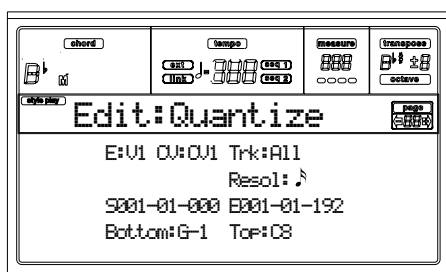 chord tempo measure transpose
ext seq 1
link seq 2
B♭ M 888 B♭♯ ±8
octave
style play page
Edit:Quantize
E:V1 CV:CV1 Trk:All
Resol:
S001-01-000 E001-01-192
Bottom:G-1 Top:C8